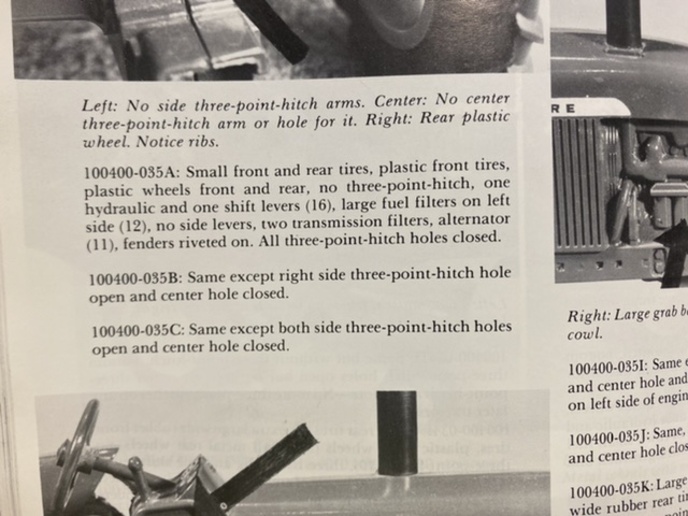 Left: No side three-point-hitch arms. Center: No center
three-point-hitch arm or hole for it. Right: Rear plastic
wheel. Notice ribs.
100400-035A: Small front and rear tires, plastic front tires,
plastic wheels front and rear, no three-point-hitch, one
hydraulic and one shift levers (16), large fuel filters on left
side (12), no side levers, two transmission filters, alternator
(11), fenders riveted on. All three-point-hitch holes closed.
100400-035B: Same except right side three-point-hitch hole
open and center hole closed.
100400-035C: Same except both side three-point-hitch holes
open and center hole closed.
RE
Right: Large grab
cowl.
100400-035I: Same
and center hole and
on left side of
100400-035J: Same,
and center hole
100400-035K: Large
wide rubber rear